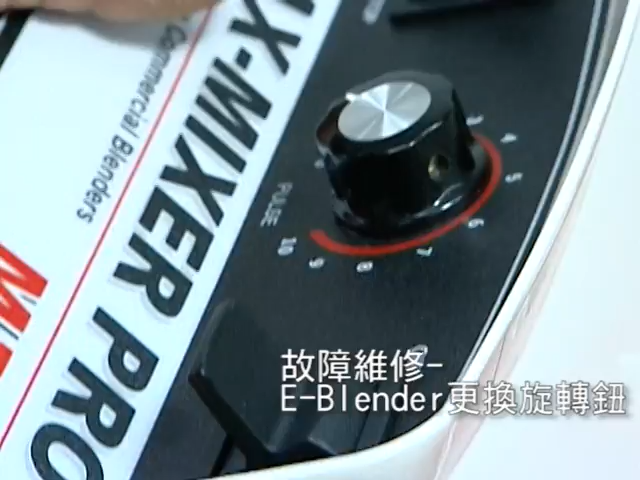 X-MIXER PRO
Commercial Blenders
PULSE
3
4
5
6
7
8
9
10
故障維修-
E-Blender更換旋轉鈕